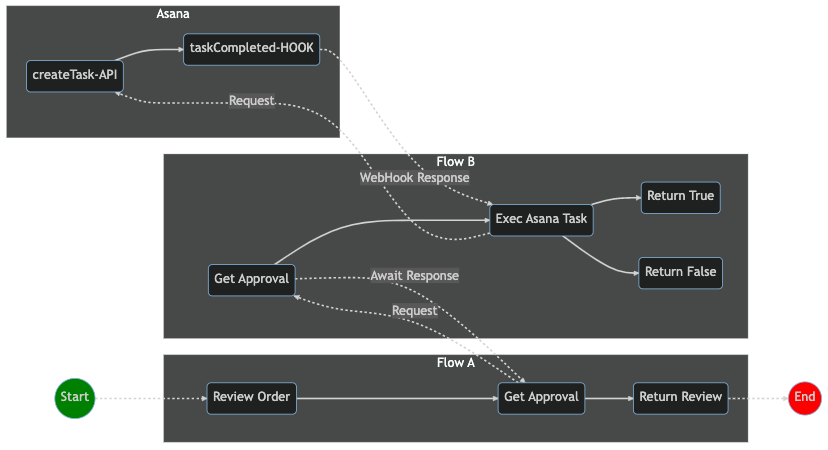 Asana
createTask-API
taskCompleted-HOOK
Request
Flow B
WebHook Response
Exec Asana Task
Return True
Return False
Get Approval
Await Response
Request
Flow A
Start
Review Order
Get Approval
Return Review
End